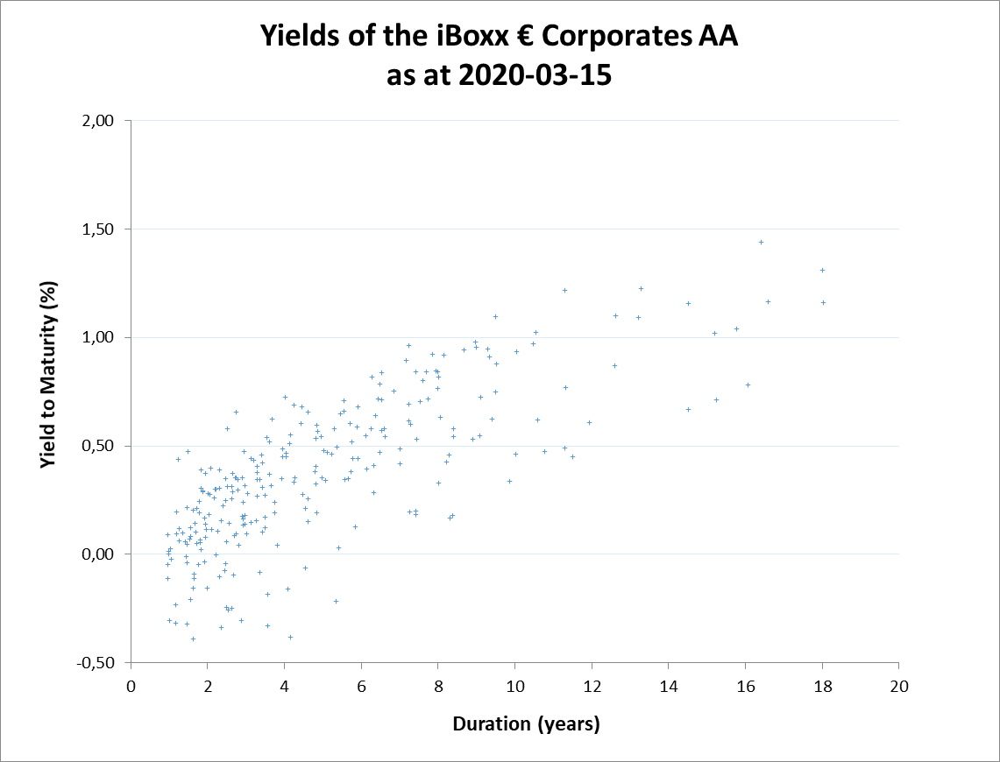 Yields of the iBoxx € Corporates AA
as at 2020-03-15
2,00
1,50
1,00
0,50
0,00
-0,50
Yield to Maturity (%)
0 2 4 6 8 10 12 14 16 18 20
Duration (years)